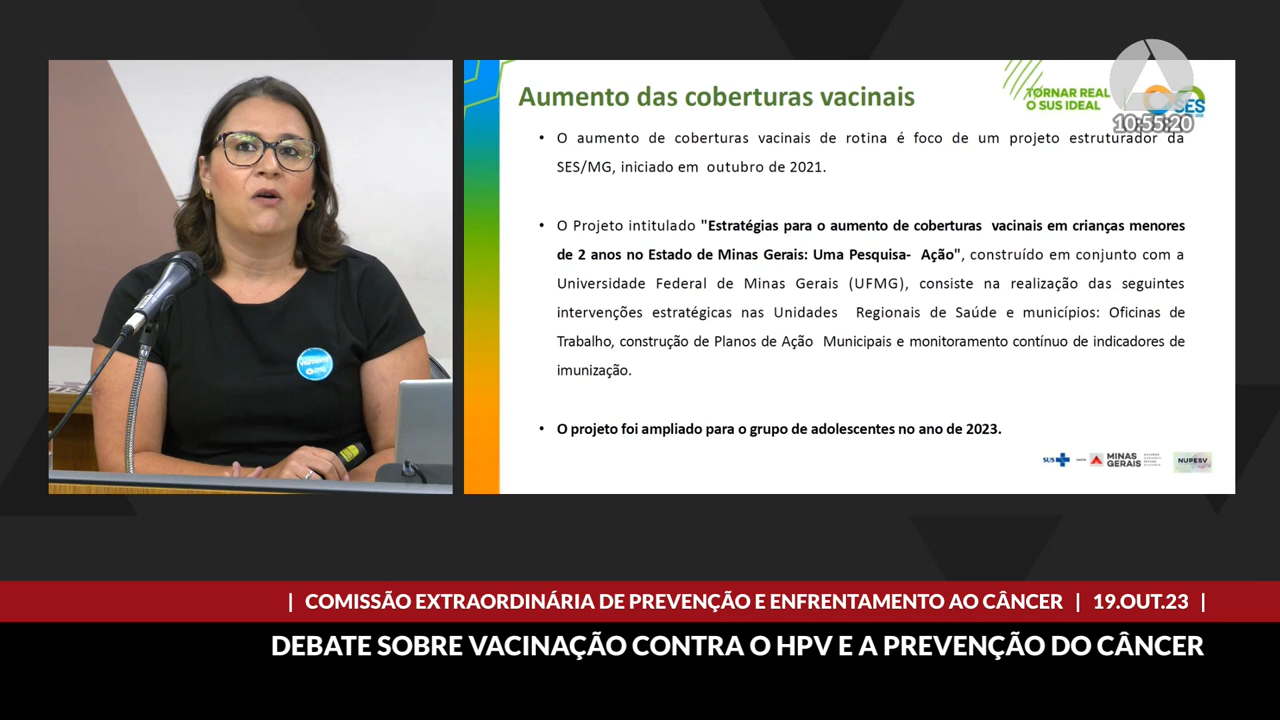 Aumento das coberturas vacinais
TORNAR REAL
O SUS IDEAL
SES
10:55:20
• O aumento de coberturas vacinais de rotina é foco de um projeto estruturador da
SES/MG, iniciado em outubro de 2021.
• O Projeto intitulado "Estratégias para o aumento de coberturas vacinais em crianças menores
de 2 anos no Estado de Minas Gerais: Uma Pesquisa- Ação", construído em conjunto com a
Universidade Federal de Minas Gerais (UFMG), consiste na realização das seguintes
intervenções estratégicas nas Unidades Regionais de Saúde e municípios: Oficinas de
Trabalho, construção de Planos de Ação Municipais e monitoramento contínuo de indicadores de
imunização.
• O projeto foi ampliado para o grupo de adolescentes no ano de 2023.
SUS
MINAS
GERAIS
NUPESV
| COMISSÃO EXTRAORDINÁRIA DE PREVENÇÃO E ENFRENTAMENTO AO CÂNCER | 19.OUT.23 |
DEBATE SOBRE VACINAÇÃO CONTRA O HPV E A PREVENÇÃO DO CÂNCER